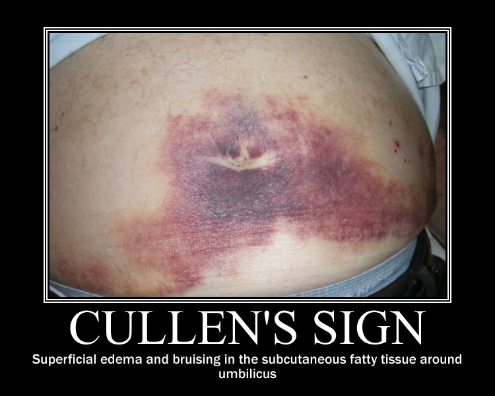 CULLEN'S SIGN
Superficial edema and bruising in the subcutaneous fatty tissue around
umbilicus